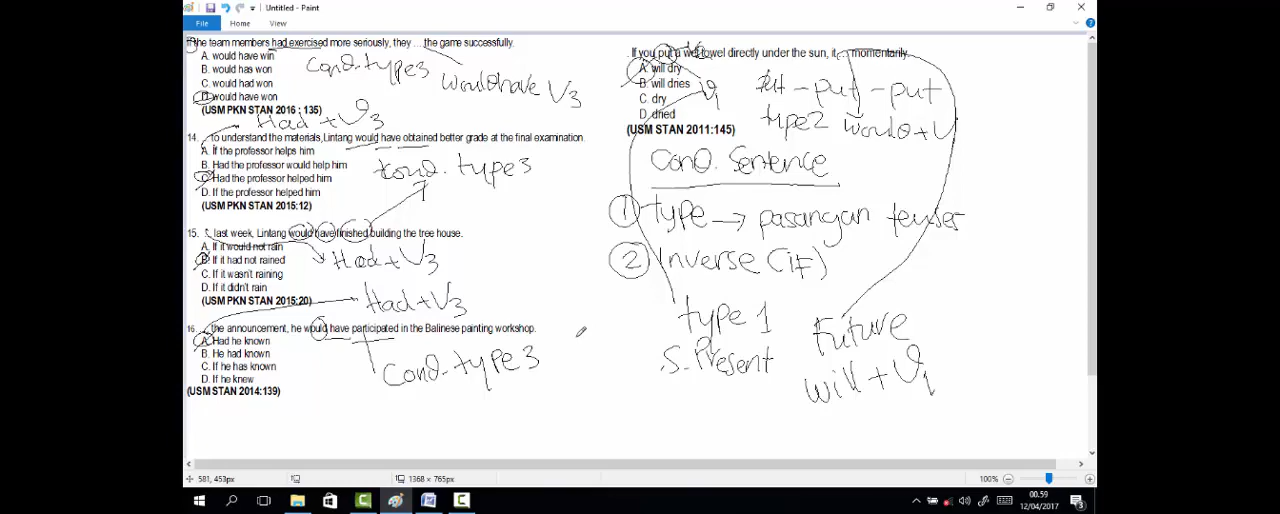 Untitled - Paint
File Home View
If the team members had exercised more seriously, they … the game successfully.
A. would have win
B. would has won
C. would had won
D. would have won
(USM PKN STAN 2016 : 135)
Cond. type 3
would have V3
Had + V3
14. … to understand the materials, Lintang would have obtained better grade at the final examination.
A. If the professor helps him
B. Had the professor would help him
C. Had the professor helped him
D. If the professor helped him
(USM PKN STAN 2015:12)
Cond. type 3
15. … last week, Lintang would have finished building the tree house.
A. If it would not rain
B. If it had not rained
C. If it wasn't raining
D. If it didn't rain
(USM PKN STAN 2015:20)
Had + V3
Had + V3
16. … the announcement, he would have participated in the Balinese painting workshop.
A. Had he known
B. He had known
C. If he has known
D. If he knew
(USM PKN STAN 2014:139)
Cond. type 3
If you put a wet towel directly under the sun, it … momentarily.
A. will dry
B. will dries
C. dry
D. dried
(USM STAN 2011:145)
V1
put - put - put
type 2 would + V1
Cond. Sentence
1 type → pasangan tenses
2 Inverse (if)
type 1
S. Present
Future
will + V1
581, 453px
1368 × 765px
100%
00.59
12/04/2017